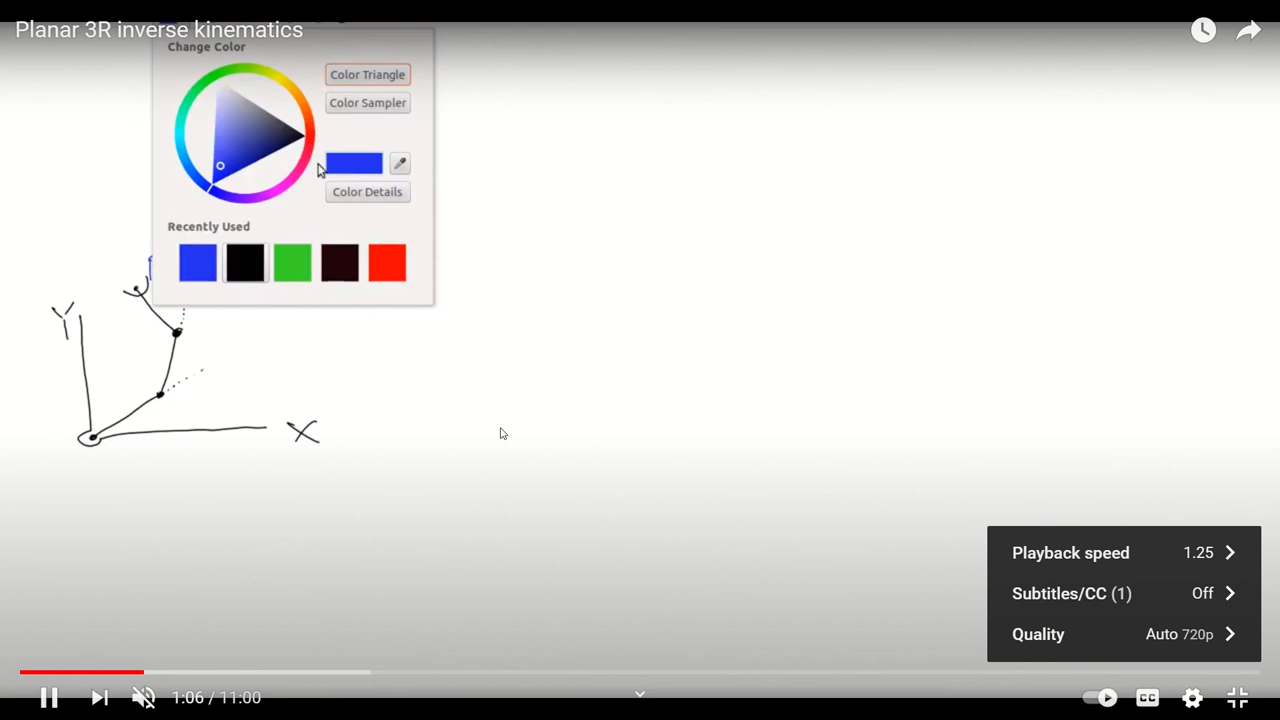 Planar 3R inverse kinematics
Change Color
Color Triangle
Color Sampler
Color Details
Recently Used
Y
X
Playback speed 1.25
Subtitles/CC (1) Off
Quality Auto 720p
1:06 / 11:00
CC